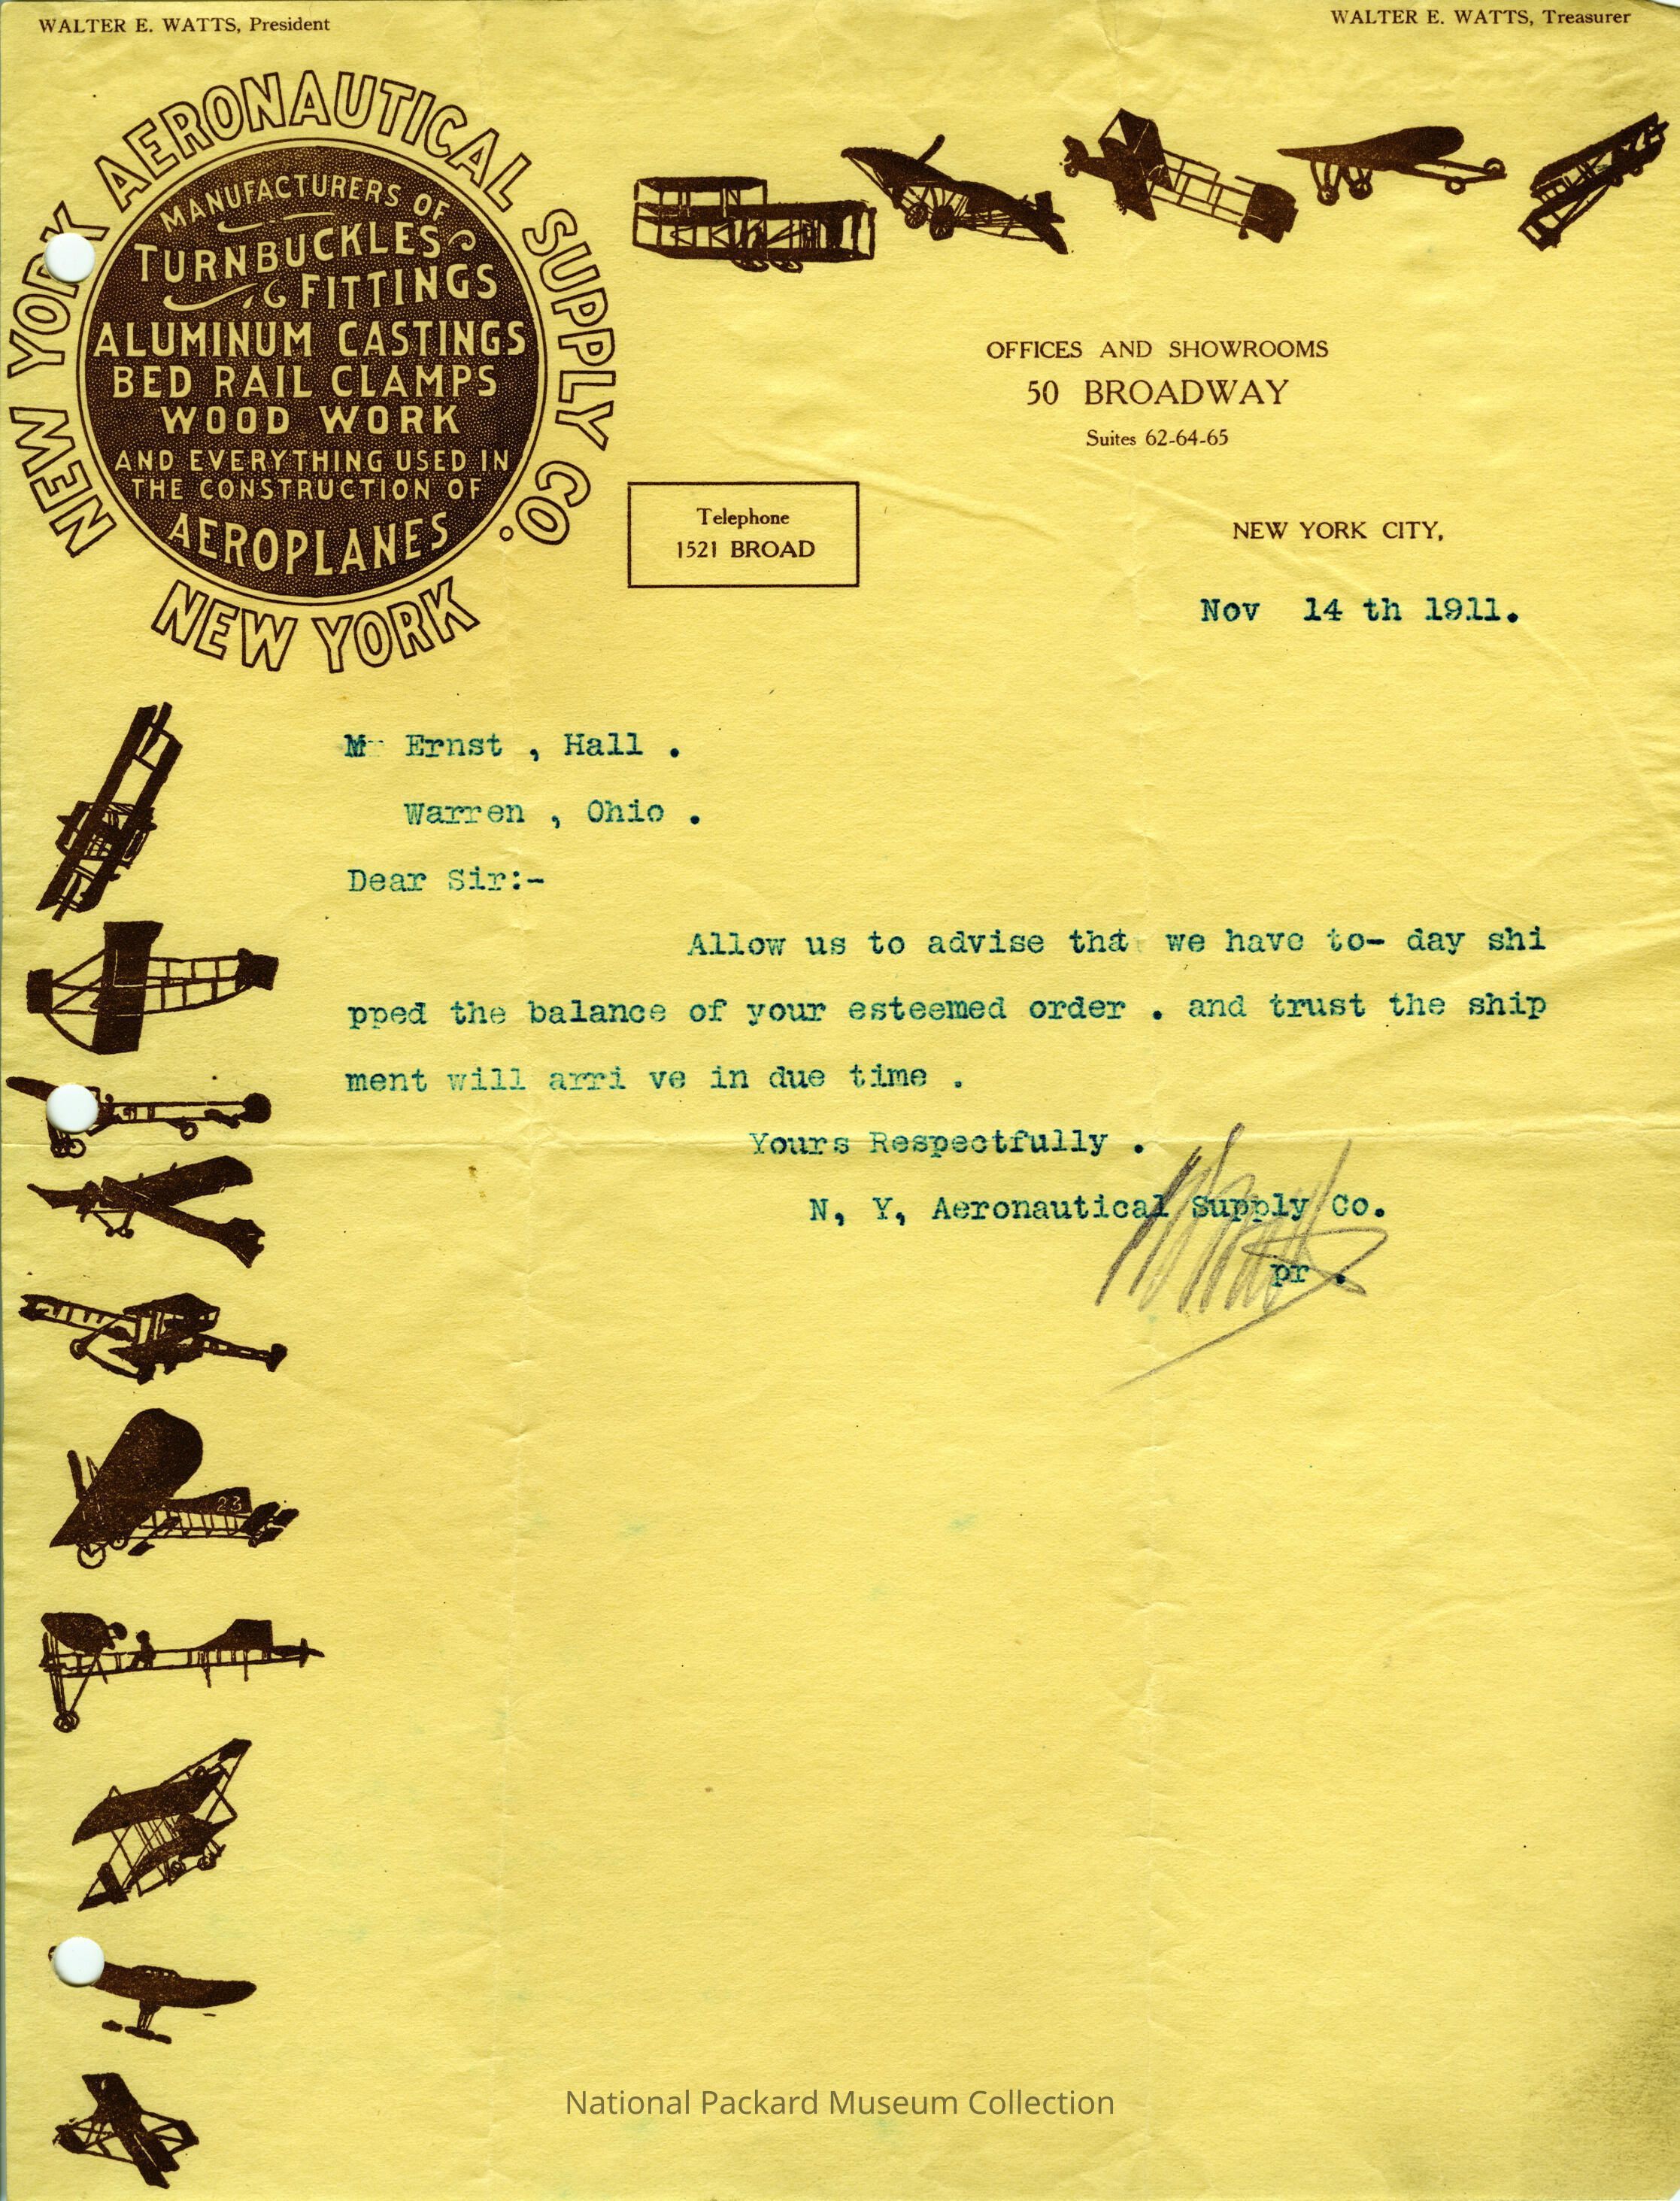 WALTER E. WATTS, President
WALTER E. WATTS, Treasurer
NEW YORK AERONAUTICAL SUPPLY CO.
MANUFACTURERS OF
TURNBUCKLES
FITTINGS
ALUMINUM CASTINGS
BED RAIL CLAMPS
WOOD WORK
AND EVERYTHING USED IN
THE CONSTRUCTION OF
AEROPLANES
NEW YORK
OFFICES AND SHOWROOMS
50 BROADWAY
Suites 62-64-65
Telephone
1521 BROAD
NEW YORK CITY,
Nov 14 th 1911.
Mr Ernst , Hall .
Warren , Ohio .
Dear Sir:-
Allow us to advise that we have to- day shi
pped the balance of your esteemed order . and trust the ship
ment will arri ve in due time .
Yours Respectfully .
N, Y, Aeronautical Supply Co.
pr .
23
National Packard Museum Collection